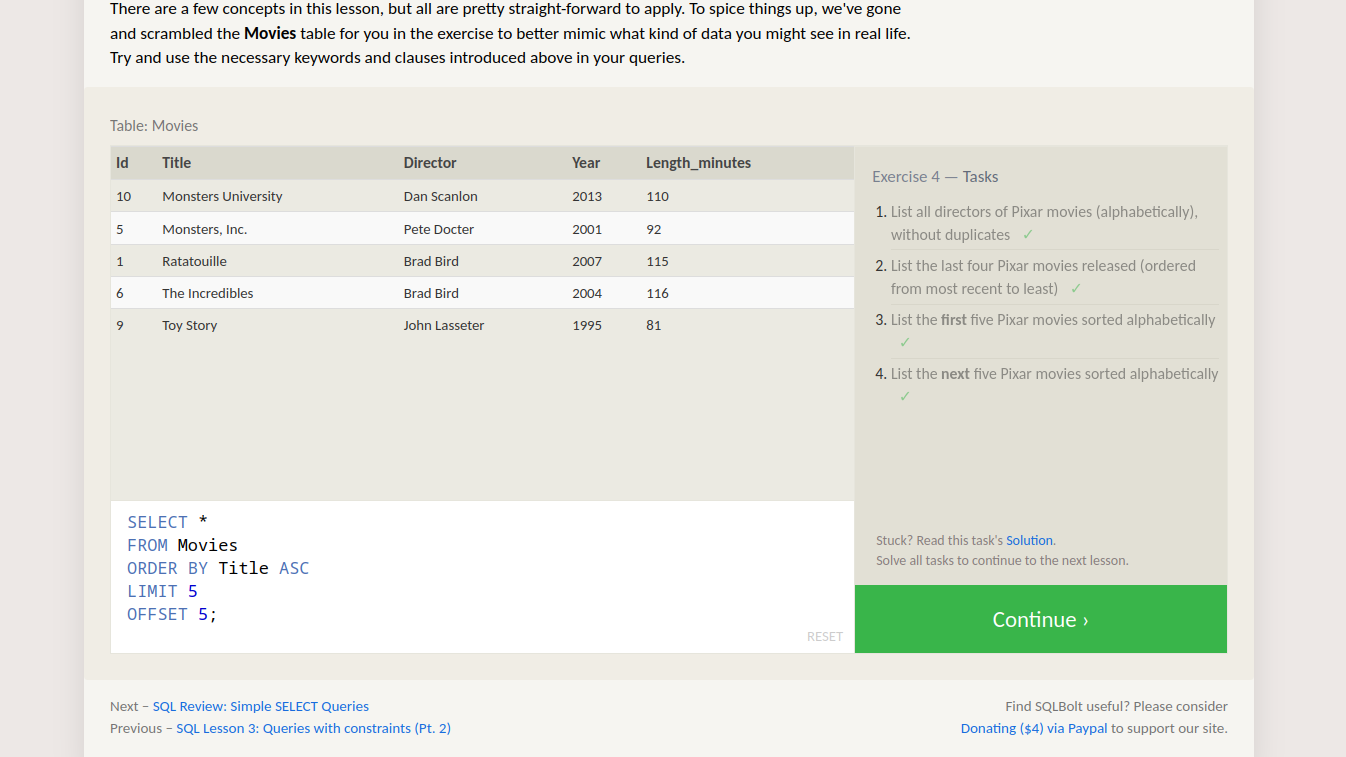 There are a few concepts in this lesson, but all are pretty straight-forward to apply. To spice things up, we've gone
and scrambled the Movies table for you in the exercise to better mimic what kind of data you might see in real life.
Try and use the necessary keywords and clauses introduced above in your queries.
Table: Movies
Id Title Director Year Length_minutes
10 Monsters University Dan Scanlon 2013 110
5 Monsters, Inc. Pete Docter 2001 92
1 Ratatouille Brad Bird 2007 115
6 The Incredibles Brad Bird 2004 116
9 Toy Story John Lasseter 1995 81
SELECT *
FROM Movies
ORDER BY Title ASC
LIMIT 5
OFFSET 5;
RESET
Exercise 4 — Tasks
1. List all directors of Pixar movies (alphabetically),
without duplicates ✓
2. List the last four Pixar movies released (ordered
from most recent to least) ✓
3. List the first five Pixar movies sorted alphabetically
✓
4. List the next five Pixar movies sorted alphabetically
✓
Stuck? Read this task's Solution.
Solve all tasks to continue to the next lesson.
Continue ›
Next – SQL Review: Simple SELECT Queries
Previous – SQL Lesson 3: Queries with constraints (Pt. 2)
Find SQLBolt useful? Please consider
Donating ($4) via Paypal to support our site.